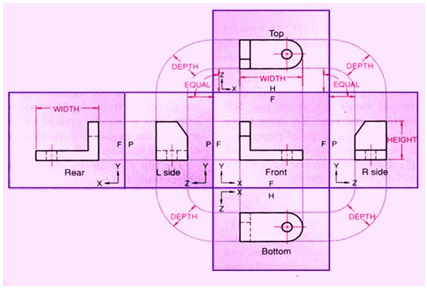 Top
DEPTH
DEPTH
Z
X
WIDTH
EQUAL
EQUAL
H
F
WIDTH
F
P
F
P
F
P
HEIGHT
Rear
X
Y
L side
Y
Z
Y
X
Front
F
Y
Z
R side
X
Z
H
DEPTH
DEPTH
Bottom